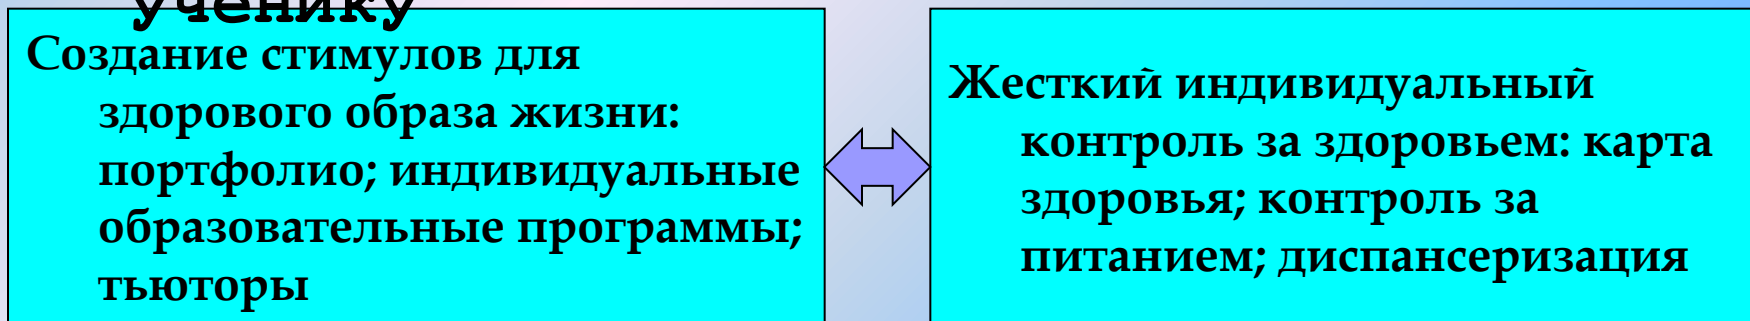 ученику
Создание стимулов для
здорового образа жизни:
портфолио; индивидуальные
образовательные программы;
тьюторы
Жесткий индивидуальный
контроль за здоровьем: карта
здоровья; контроль за
питанием; диспансеризация